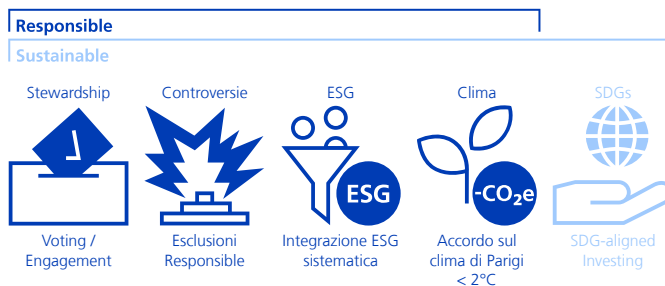 Responsible
Sustainable
Stewardship
Controversie
ESG
Clima
SDGs
ESG
-CO₂e
Voting /
Engagement
Esclusioni
Responsible
Integrazione ESG
sistematica
Accordo sul
clima di Parigi
< 2°C
SDG-aligned
Investing